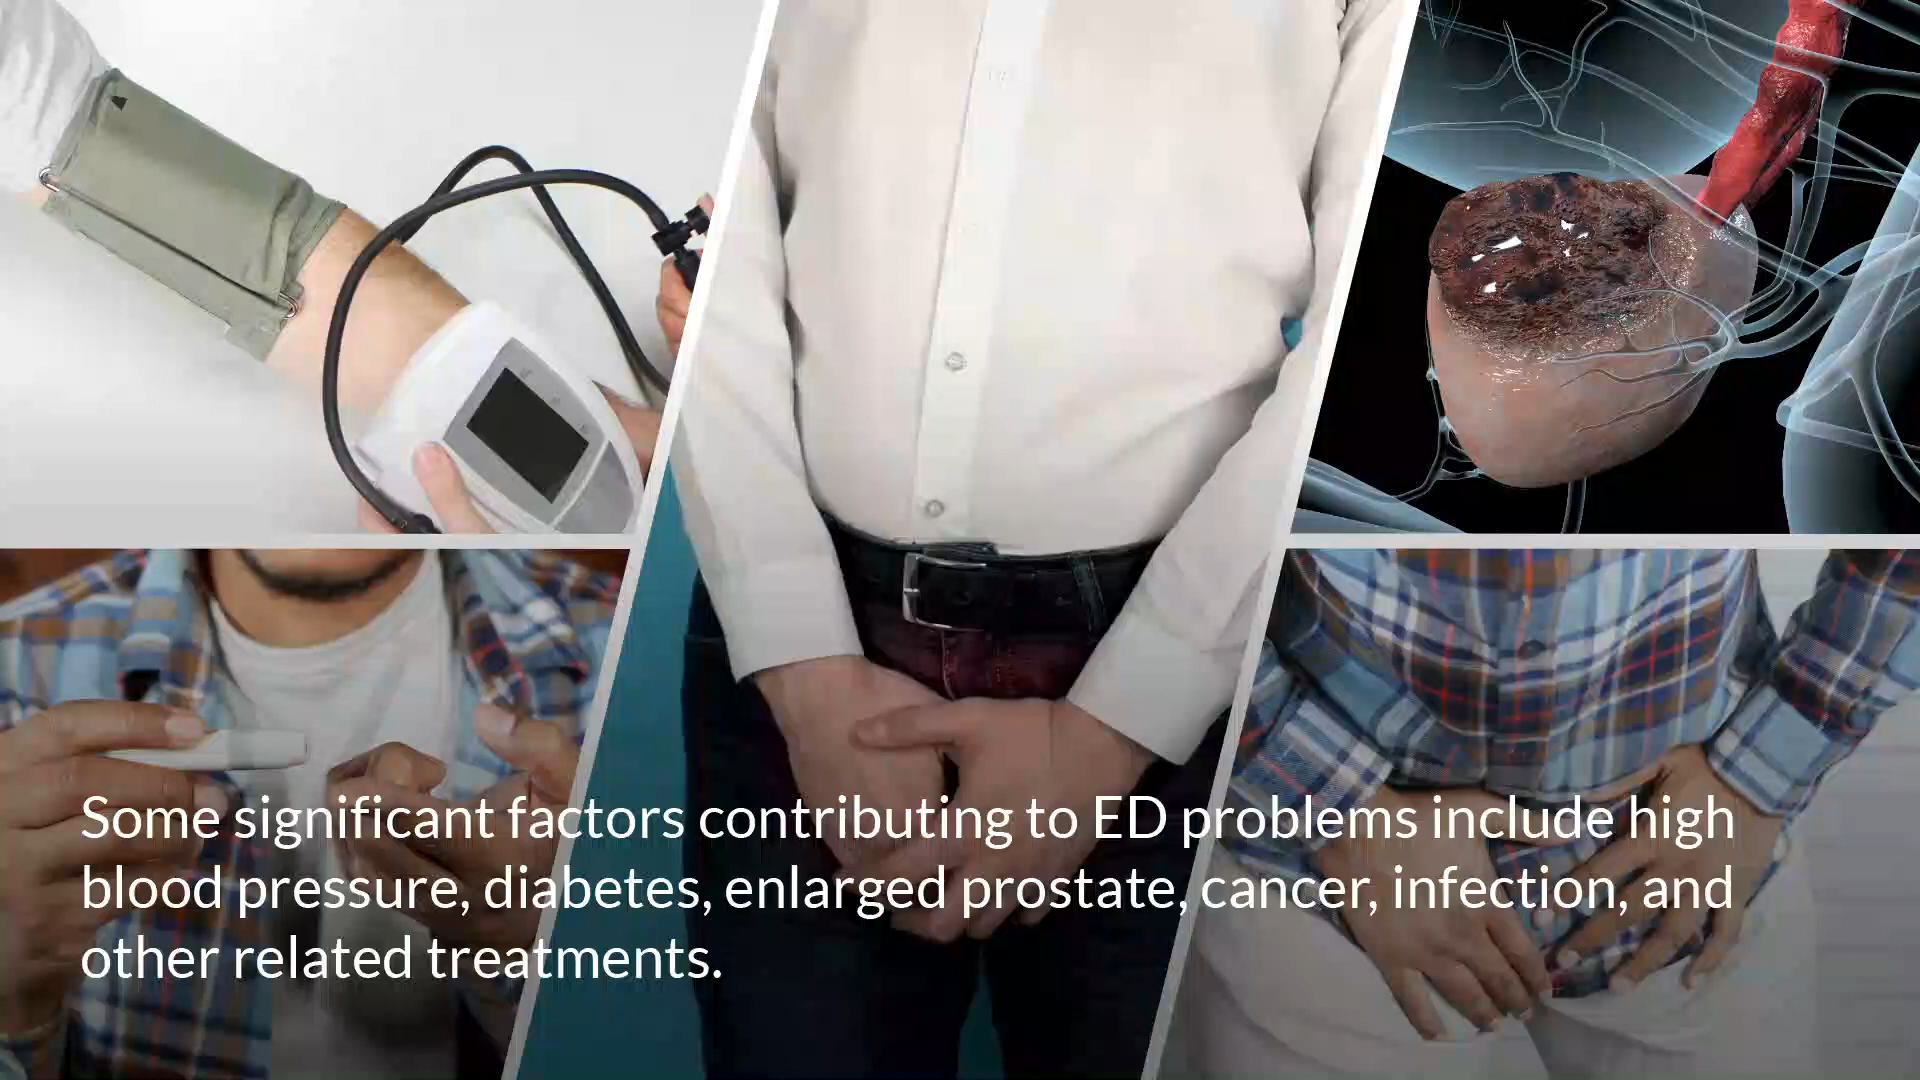 Some significant factors contributing to ED problems include high
blood pressure, diabetes, enlarged prostate, cancer, infection, and
other related treatments.